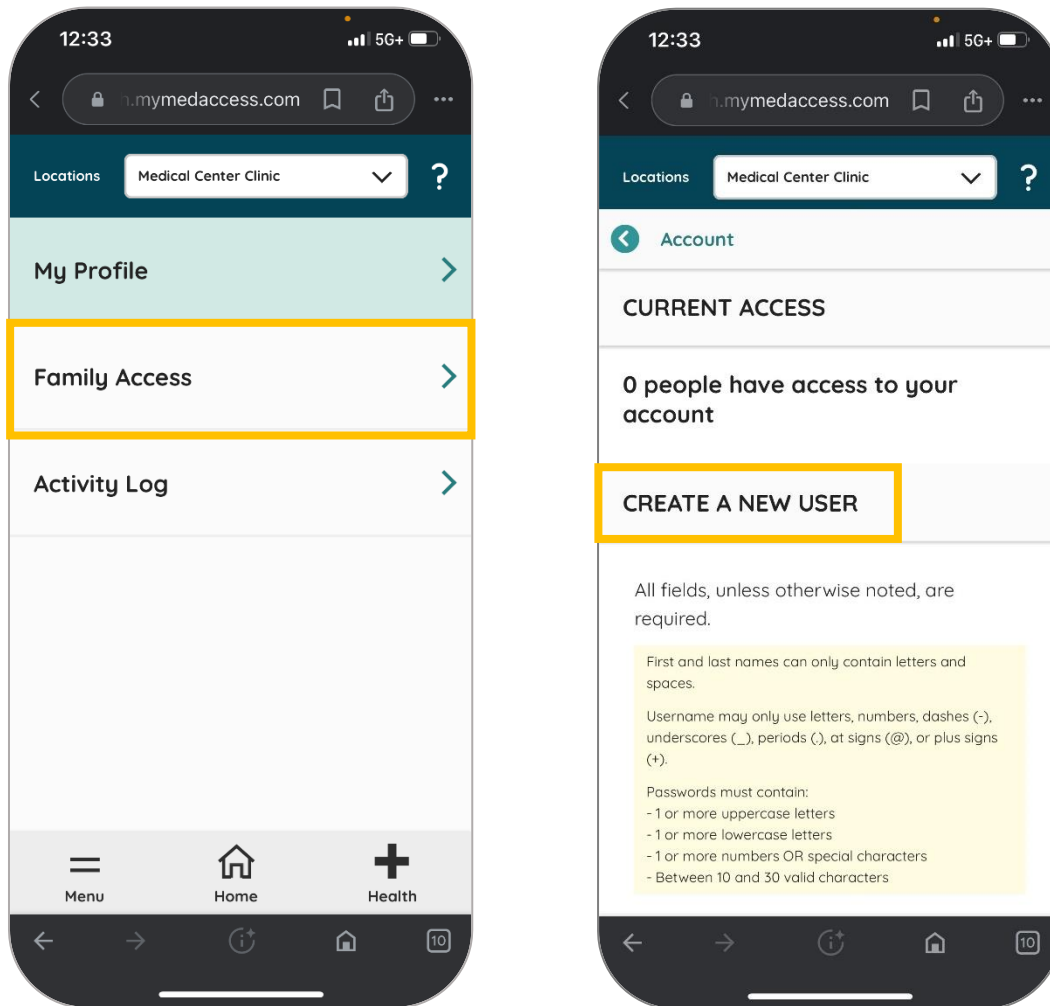 12:33
5G+
n.mymedaccess.com
Locations
Medical Center Clinic
?
My Profile
Family Access
Activity Log
Menu
Home
Health
10
12:33
5G+
n.mymedaccess.com
Locations
Medical Center Clinic
?
Account
CURRENT ACCESS
0 people have access to your
account
CREATE A NEW USER
All fields, unless otherwise noted, are
required.
First and last names can only contain letters and
spaces.
Username may only use letters, numbers, dashes (-),
underscores (_), periods (.), at signs (@), or plus signs
(+).
Passwords must contain:
- 1 or more uppercase letters
- 1 or more lowercase letters
- 1 or more numbers OR special characters
- Between 10 and 30 valid characters
10